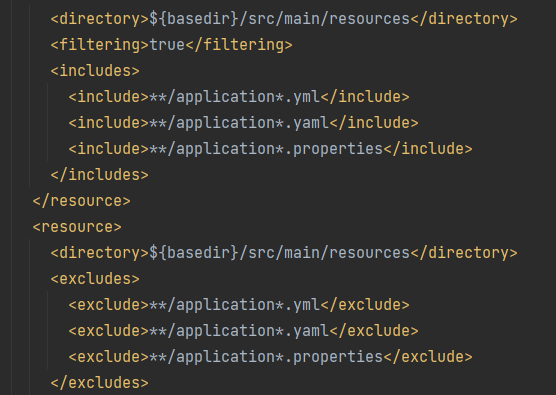 <directory>${basedir}/src/main/resources</directory>
<filtering>true</filtering>
<includes>
<include>**/application*.yml</include>
<include>**/application*.yaml</include>
<include>**/application*.properties</include>
</includes>
</resource>
<resource>
<directory>${basedir}/src/main/resources</directory>
<excludes>
<exclude>**/application*.yml</exclude>
<exclude>**/application*.yaml</exclude>
<exclude>**/application*.properties</exclude>
</excludes>